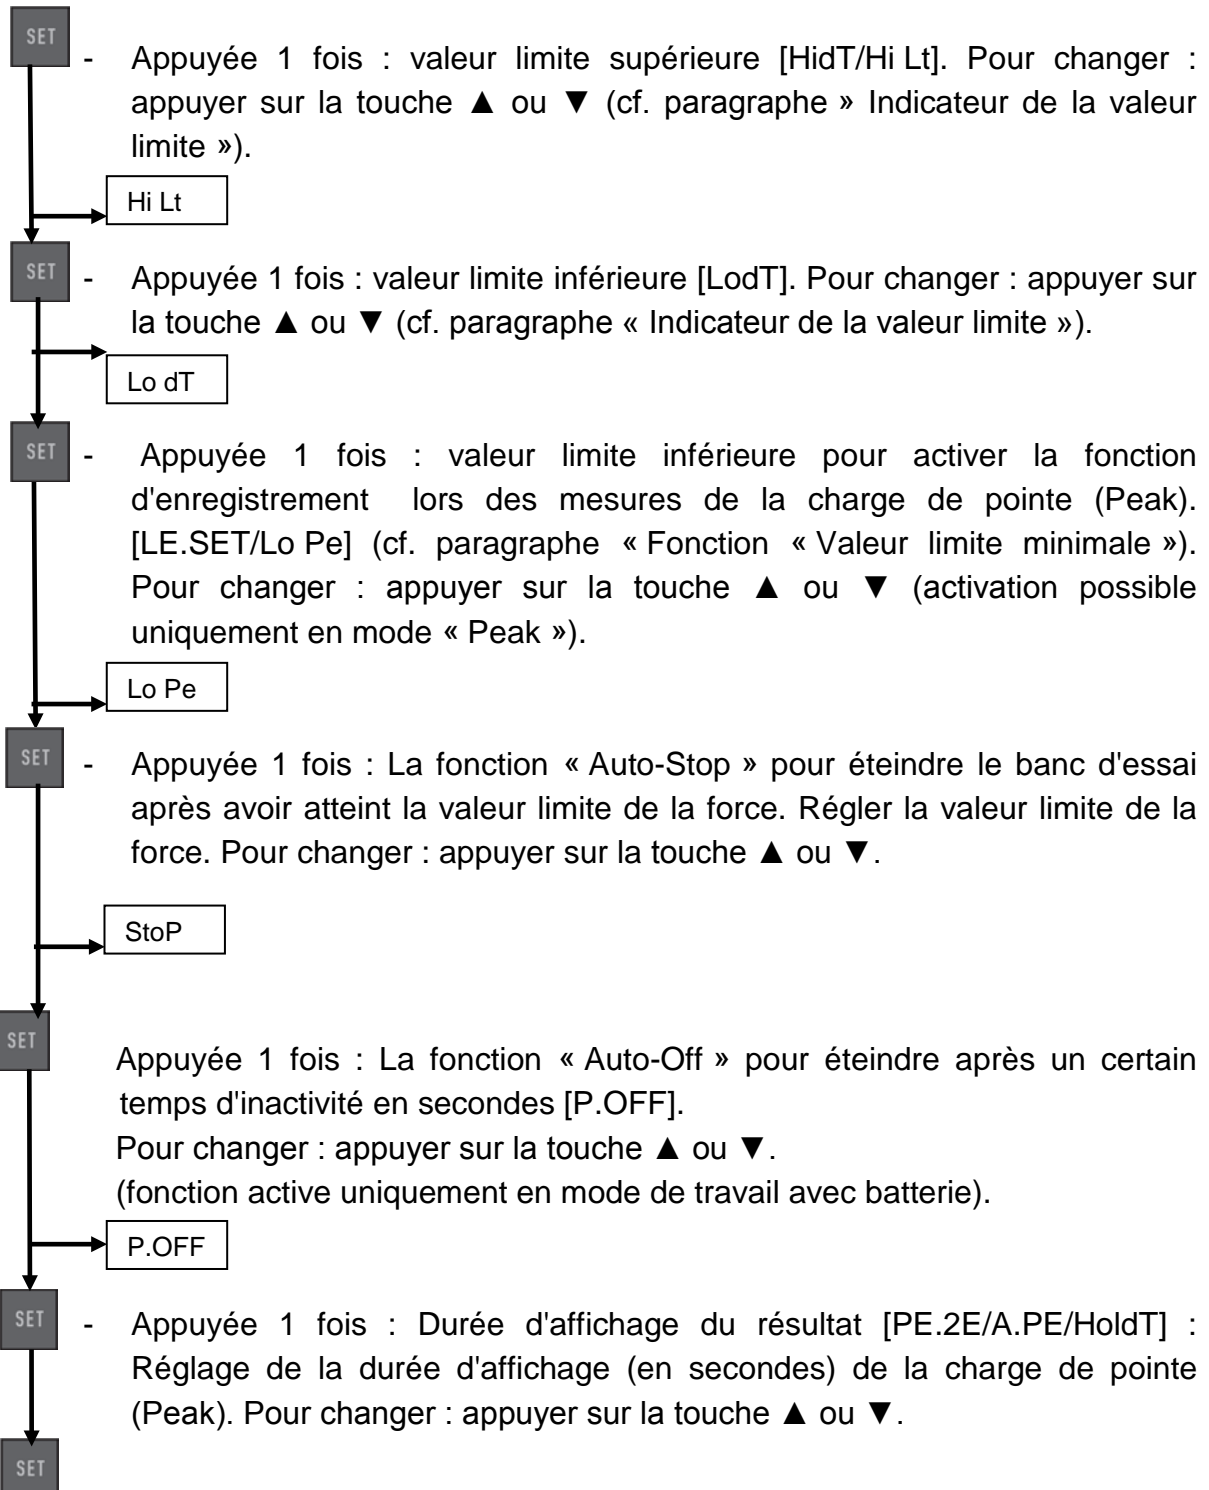 SET
- Appuyée 1 fois : valeur limite supérieure [HidT/Hi Lt]. Pour changer :
appuyer sur la touche ▲ ou ▼ (cf. paragraphe » Indicateur de la valeur
limite »).
Hi Lt
SET
- Appuyée 1 fois : valeur limite inférieure [LodT]. Pour changer : appuyer sur
la touche ▲ ou ▼ (cf. paragraphe « Indicateur de la valeur limite »).
Lo dT
SET
- Appuyée 1 fois : valeur limite inférieure pour activer la fonction
d'enregistrement lors des mesures de la charge de pointe (Peak).
[LE.SET/Lo Pe] (cf. paragraphe « Fonction « Valeur limite minimale »).
Pour changer : appuyer sur la touche ▲ ou ▼ (activation possible
uniquement en mode « Peak »).
Lo Pe
SET
- Appuyée 1 fois : La fonction « Auto-Stop » pour éteindre le banc d'essai
après avoir atteint la valeur limite de la force. Régler la valeur limite de la
force. Pour changer : appuyer sur la touche ▲ ou ▼.
StoP
SET
Appuyée 1 fois : La fonction « Auto-Off » pour éteindre après un certain
temps d'inactivité en secondes [P.OFF].
Pour changer : appuyer sur la touche ▲ ou ▼.
(fonction active uniquement en mode de travail avec batterie).
P.OFF
SET
- Appuyée 1 fois : Durée d'affichage du résultat [PE.2E/A.PE/HoldT] :
Réglage de la durée d'affichage (en secondes) de la charge de pointe
(Peak). Pour changer : appuyer sur la touche ▲ ou ▼.
SET